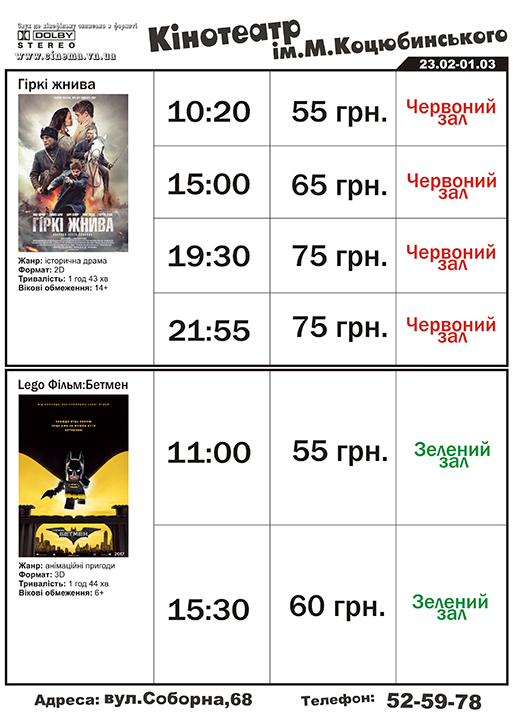 Звук по кінофільму озвучено в форматі
DOLBY
STEREO
www.cinema.vn.ua
Кінотеатр
ім.М.Коцюбинського
23.02-01.03
Гіркі жнива
ГІРКІ ЖНИВА
Жанр: історична драма
Формат: 2D
Тривалість: 1 год 43 хв
Вікові обмеження: 14+
10:20 55 грн. Червоний зал
15:00 65 грн. Червоний зал
19:30 75 грн. Червоний зал
21:55 75 грн. Червоний зал
Lego Фільм:Бетмен
БЕТМЕН
2017
Жанр: анімаційні пригоди
Формат: 3D
Тривалість: 1 год 44 хв
Вікові обмеження: 6+
11:00 55 грн. Зелений зал
15:30 60 грн. Зелений зал
Адреса: вул.Соборна,68
Телефон: 52-59-78